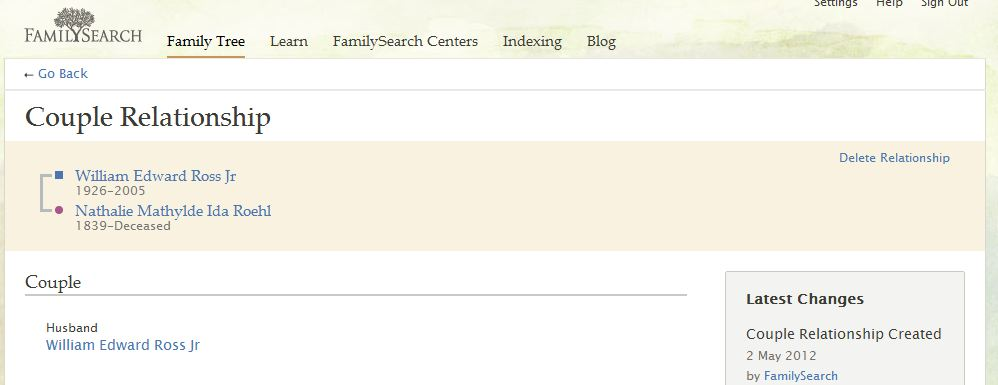 Settings Help Sign Out
FAMILYSEARCH
Family Tree Learn FamilySearch Centers Indexing Blog
← Go Back
Couple Relationship
Delete Relationship
William Edward Ross Jr
1926-2005
Nathalie Mathylde Ida Roehl
1839-Deceased
Couple
Husband
William Edward Ross Jr
Latest Changes
Couple Relationship Created
2 May 2012
by FamilySearch